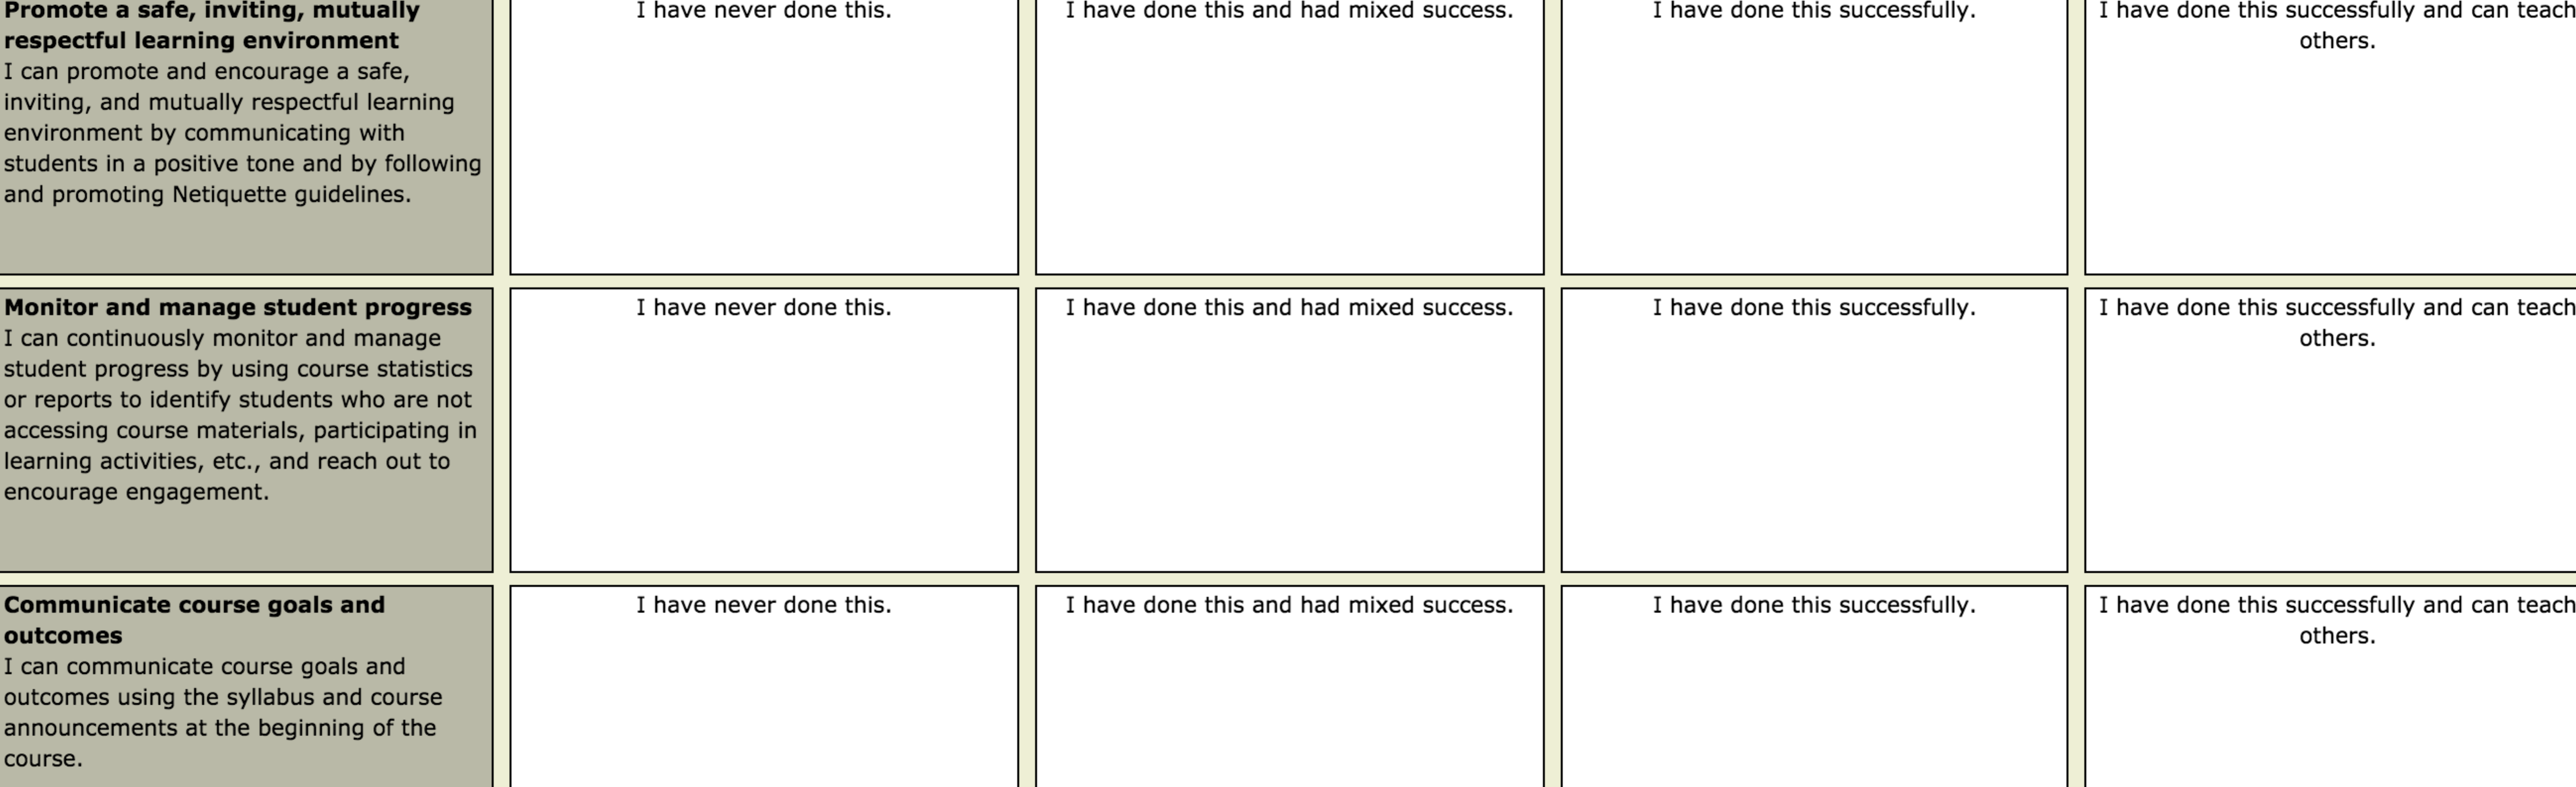 Promote a safe, inviting, mutually
respectful learning environment
I can promote and encourage a safe,
inviting, and mutually respectful learning
environment by communicating with
students in a positive tone and by following
and promoting Netiquette guidelines.
I have never done this.
I have done this and had mixed success.
I have done this successfully.
I have done this successfully and can teach
others.
Monitor and manage student progress
I can continuously monitor and manage
student progress by using course statistics
or reports to identify students who are not
accessing course materials, participating in
learning activities, etc., and reach out to
encourage engagement.
I have never done this.
I have done this and had mixed success.
I have done this successfully.
I have done this successfully and can teach
others.
Communicate course goals and
outcomes
I can communicate course goals and
outcomes using the syllabus and course
announcements at the beginning of the
course.
I have never done this.
I have done this and had mixed success.
I have done this successfully.
I have done this successfully and can teach
others.